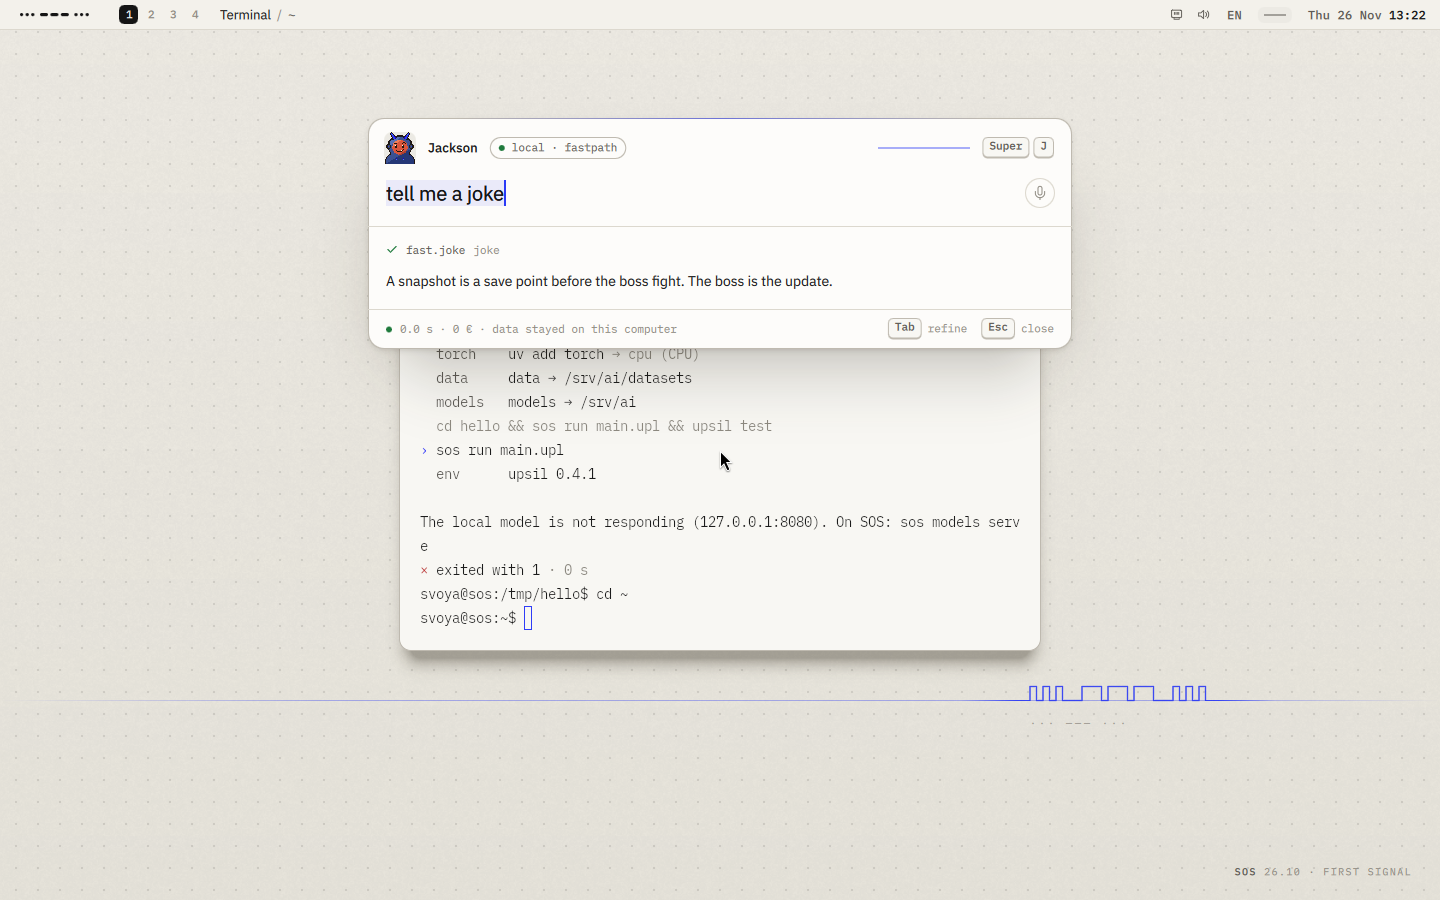 1 2 3 4 Terminal / ~ EN Thu 26 Nov 13:22
Jackson local · fastpath Super J
tell me a joke
fast.joke joke
A snapshot is a save point before the boss fight. The boss is the update.
0.0 s · 0 € · data stayed on this computer Tab refine Esc close
torch uv add torch → cpu (CPU)
data data → /srv/ai/datasets
models models → /srv/ai
cd hello && sos run main.upl && upsil test
› sos run main.upl
env upsil 0.4.1
The local model is not responding (127.0.0.1:8080). On SOS: sos models serv
e
× exited with 1 · 0 s
svoya@sos:/tmp/hello$ cd ~
svoya@sos:~$
... ——— ...
SOS 26.10 · FIRST SIGNAL